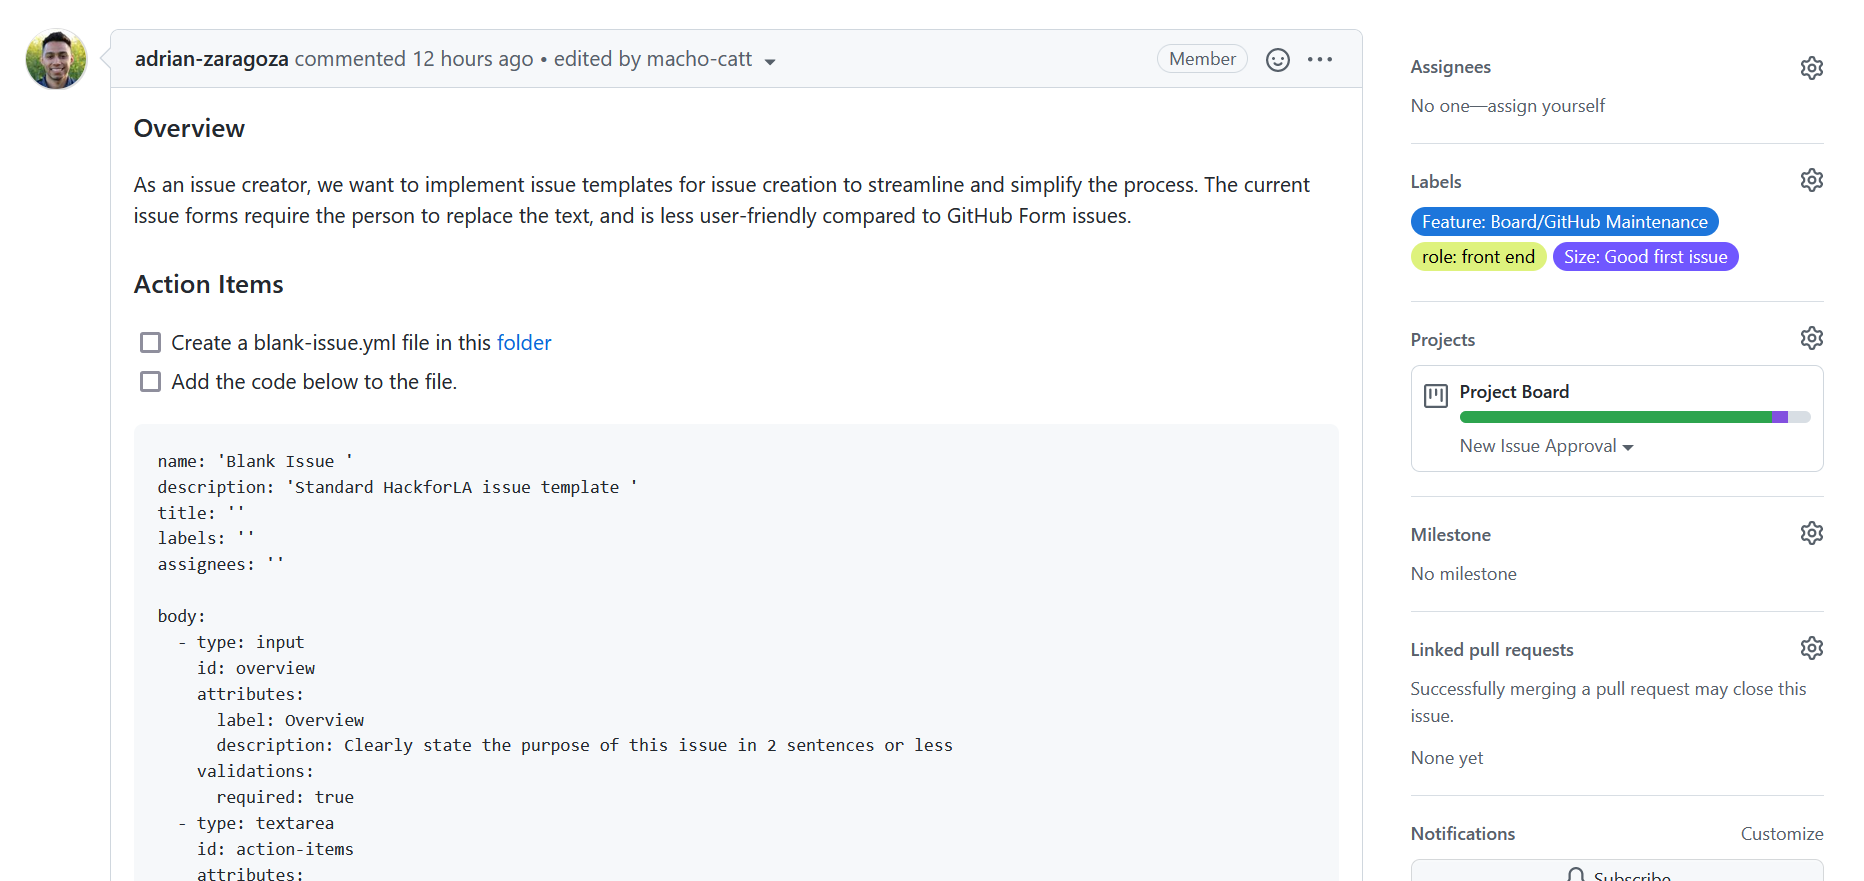 adrian-zaragoza commented 12 hours ago • edited by macho-catt
Member
Overview
As an issue creator, we want to implement issue templates for issue creation to streamline and simplify the process. The current
issue forms require the person to replace the text, and is less user-friendly compared to GitHub Form issues.
Action Items
Create a blank-issue.yml file in this folder
Add the code below to the file.
name: 'Blank Issue '
description: 'Standard HackforLA issue template '
title: ''
labels: ''
assignees: ''
body:
  - type: input
    id: overview
    attributes:
      label: Overview
      description: Clearly state the purpose of this issue in 2 sentences or less
    validations:
      required: true
  - type: textarea
    id: action-items
    attributes:
Assignees
No one—assign yourself
Labels
Feature: Board/GitHub Maintenance
role: front end
Size: Good first issue
Projects
Project Board
New Issue Approval
Milestone
No milestone
Linked pull requests
Successfully merging a pull request may close this
issue.
None yet
Notifications
Customize
Subscribe